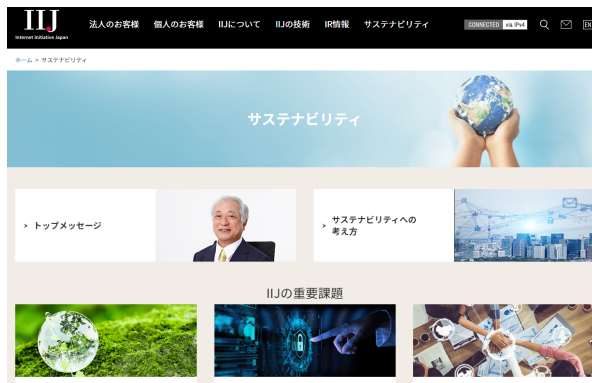 IIJ
Internet Initiative Japan
法人のお客様 個人のお客様 IIJについて IIJの技術 IR情報 サステナビリティ
CONNECTED via IPv4
EN
ホーム > サステナビリティ
サステナビリティ
> トップメッセージ
> サステナビリティへの
考え方
IIJの重要課題